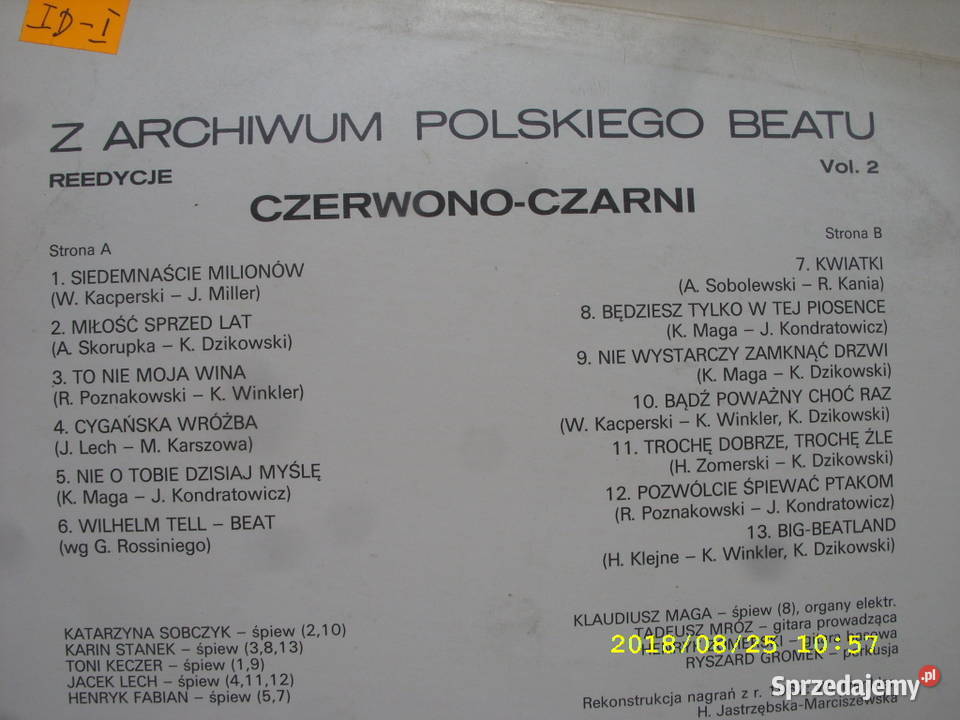 ID-I
Z ARCHIWUM POLSKIEGO BEATU
REEDYCJE
Vol. 2
CZERWONO-CZARNI
Strona A
1. SIEDEMNAŚCIE MILIONÓW
(W. Kacperski – J. Miller)
2. MIŁOŚĆ SPRZED LAT
(A. Skorupka – K. Dzikowski)
3. TO NIE MOJA WINA
(R. Poznakowski – K. Winkler)
4. CYGAŃSKA WRÓŻBA
(J. Lech – M. Karszowa)
5. NIE O TOBIE DZISIAJ MYŚLĘ
(K. Maga – J. Kondratowicz)
6. WILHELM TELL – BEAT
(wg G. Rossiniego)
Strona B
7. KWIATKI
(A. Sobolewski – R. Kania)
8. BĘDZIESZ TYLKO W TEJ PIOSENCE
(K. Maga – J. Kondratowicz)
9. NIE WYSTARCZY ZAMKNĄĆ DRZWI
(K. Maga – K. Dzikowski)
10. BĄDŹ POWAŻNY CHOĆ RAZ
(W. Kacperski – K. Winkler, K. Dzikowski)
11. TROCHĘ DOBRZE, TROCHĘ ŹLE
(H. Zomerski – K. Dzikowski)
12. POZWÓLCIE ŚPIEWAĆ PTAKOM
(R. Poznakowski – J. Kondratowicz)
13. BIG-BEATLAND
(H. Klejne – K. Winkler, K. Dzikowski)
KATARZYNA SOBCZYK – śpiew (2,10)
KARIN STANEK – śpiew (3,8,13)
TONI KECZER – śpiew (1,9)
JACEK LECH – śpiew (4,11,12)
HENRYK FABIAN – śpiew (5,7)
KLAUDIUSZ MAGA – śpiew (8), organy elektr.
TADEUSZ MRÓZ – gitara prowadząca
HENRYK ZOMERSKI – gitara basowa
RYSZARD GROMEK – perkusja
2018/08/25 10:57
Rekonstrukcja nagrań z r.
H. Jastrzębska-Marciszewska
Sprzedajemy.pl